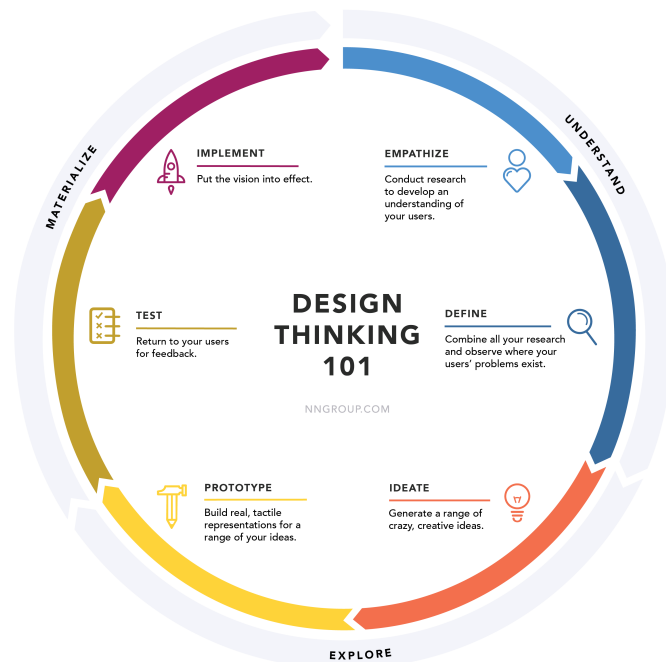 DESIGN
THINKING
101
NNGROUP.COM
UNDERSTAND
EMPATHIZE
Conduct research
to develop an
understanding of
your users.
DEFINE
Combine all your research
and observe where your
users’ problems exist.
EXPLORE
IDEATE
Generate a range of
crazy, creative ideas.
PROTOTYPE
Build real, tactile
representations for a
range of your ideas.
MATERIALIZE
TEST
Return to your users
for feedback.
IMPLEMENT
Put the vision into effect.